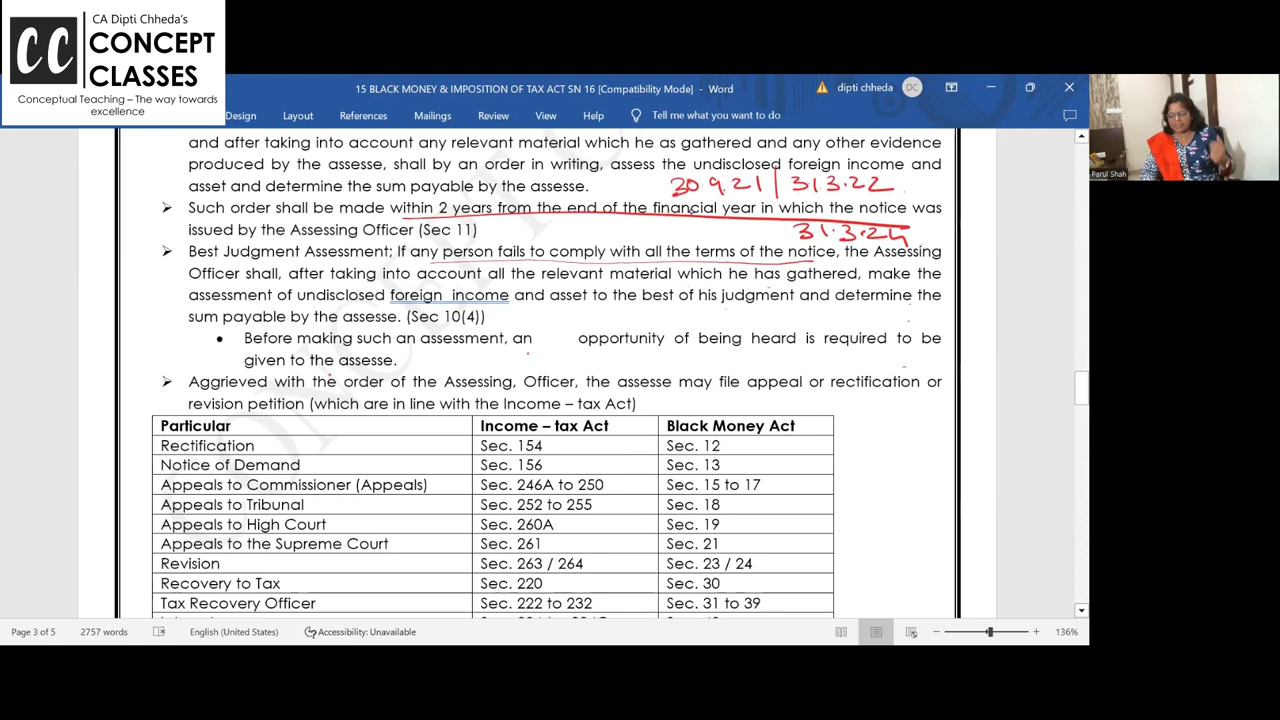 CA Dipti Chheda's
CONCEPT
CLASSES
CC
Conceptual Teaching – The way towards
excellence
15 BLACK MONEY & IMPOSITION OF TAX ACT SN 16 [Compatibility Mode] - Word
dipti chheda
DC
Design Layout References Mailings Review View Help Tell me what you want to do
and after taking into account any relevant material which he as gathered and any other evidence
produced by the assesse, shall by an order in writing, assess the undisclosed foreign income and
asset and determine the sum payable by the assesse.
30.9.21 | 31.3.22
➢ Such order shall be made within 2 years from the end of the financial year in which the notice was
issued by the Assessing Officer (Sec 11)
31.3.24
➢ Best Judgment Assessment; If any person fails to comply with all the terms of the notice, the Assessing
Officer shall, after taking into account all the relevant material which he has gathered, make the
assessment of undisclosed foreign income and asset to the best of his judgment and determine the
sum payable by the assesse. (Sec 10(4))
• Before making such an assessment, an opportunity of being heard is required to be
given to the assesse.
➢ Aggrieved with the order of the Assessing, Officer, the assesse may file appeal or rectification or
revision petition (which are in line with the Income – tax Act)
Particular Income – tax Act Black Money Act
Rectification Sec. 154 Sec. 12
Notice of Demand Sec. 156 Sec. 13
Appeals to Commissioner (Appeals) Sec. 246A to 250 Sec. 15 to 17
Appeals to Tribunal Sec. 252 to 255 Sec. 18
Appeals to High Court Sec. 260A Sec. 19
Appeals to the Supreme Court Sec. 261 Sec. 21
Revision Sec. 263 / 264 Sec. 23 / 24
Recovery to Tax Sec. 220 Sec. 30
Tax Recovery Officer Sec. 222 to 232 Sec. 31 to 39
Page 3 of 5 2757 words English (United States) Accessibility: Unavailable 136%
Parul Shah